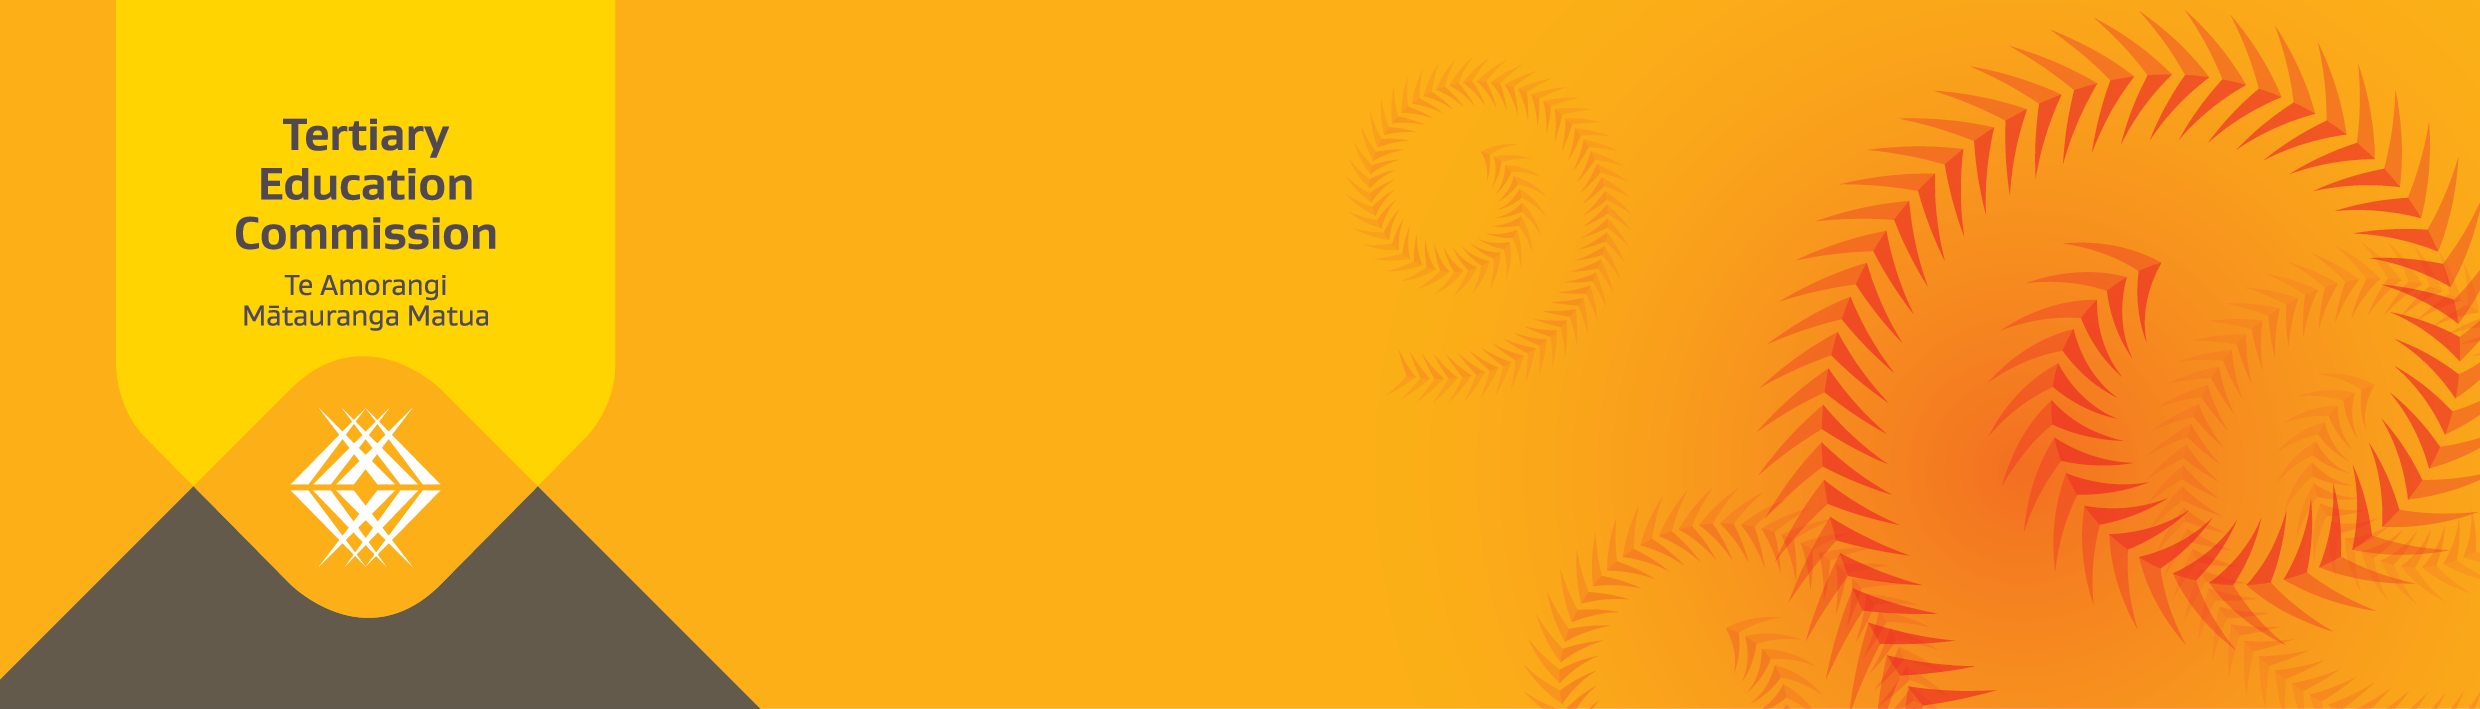 Tertiary
Education
Commission
Te Amorangi
Mātauranga Matua